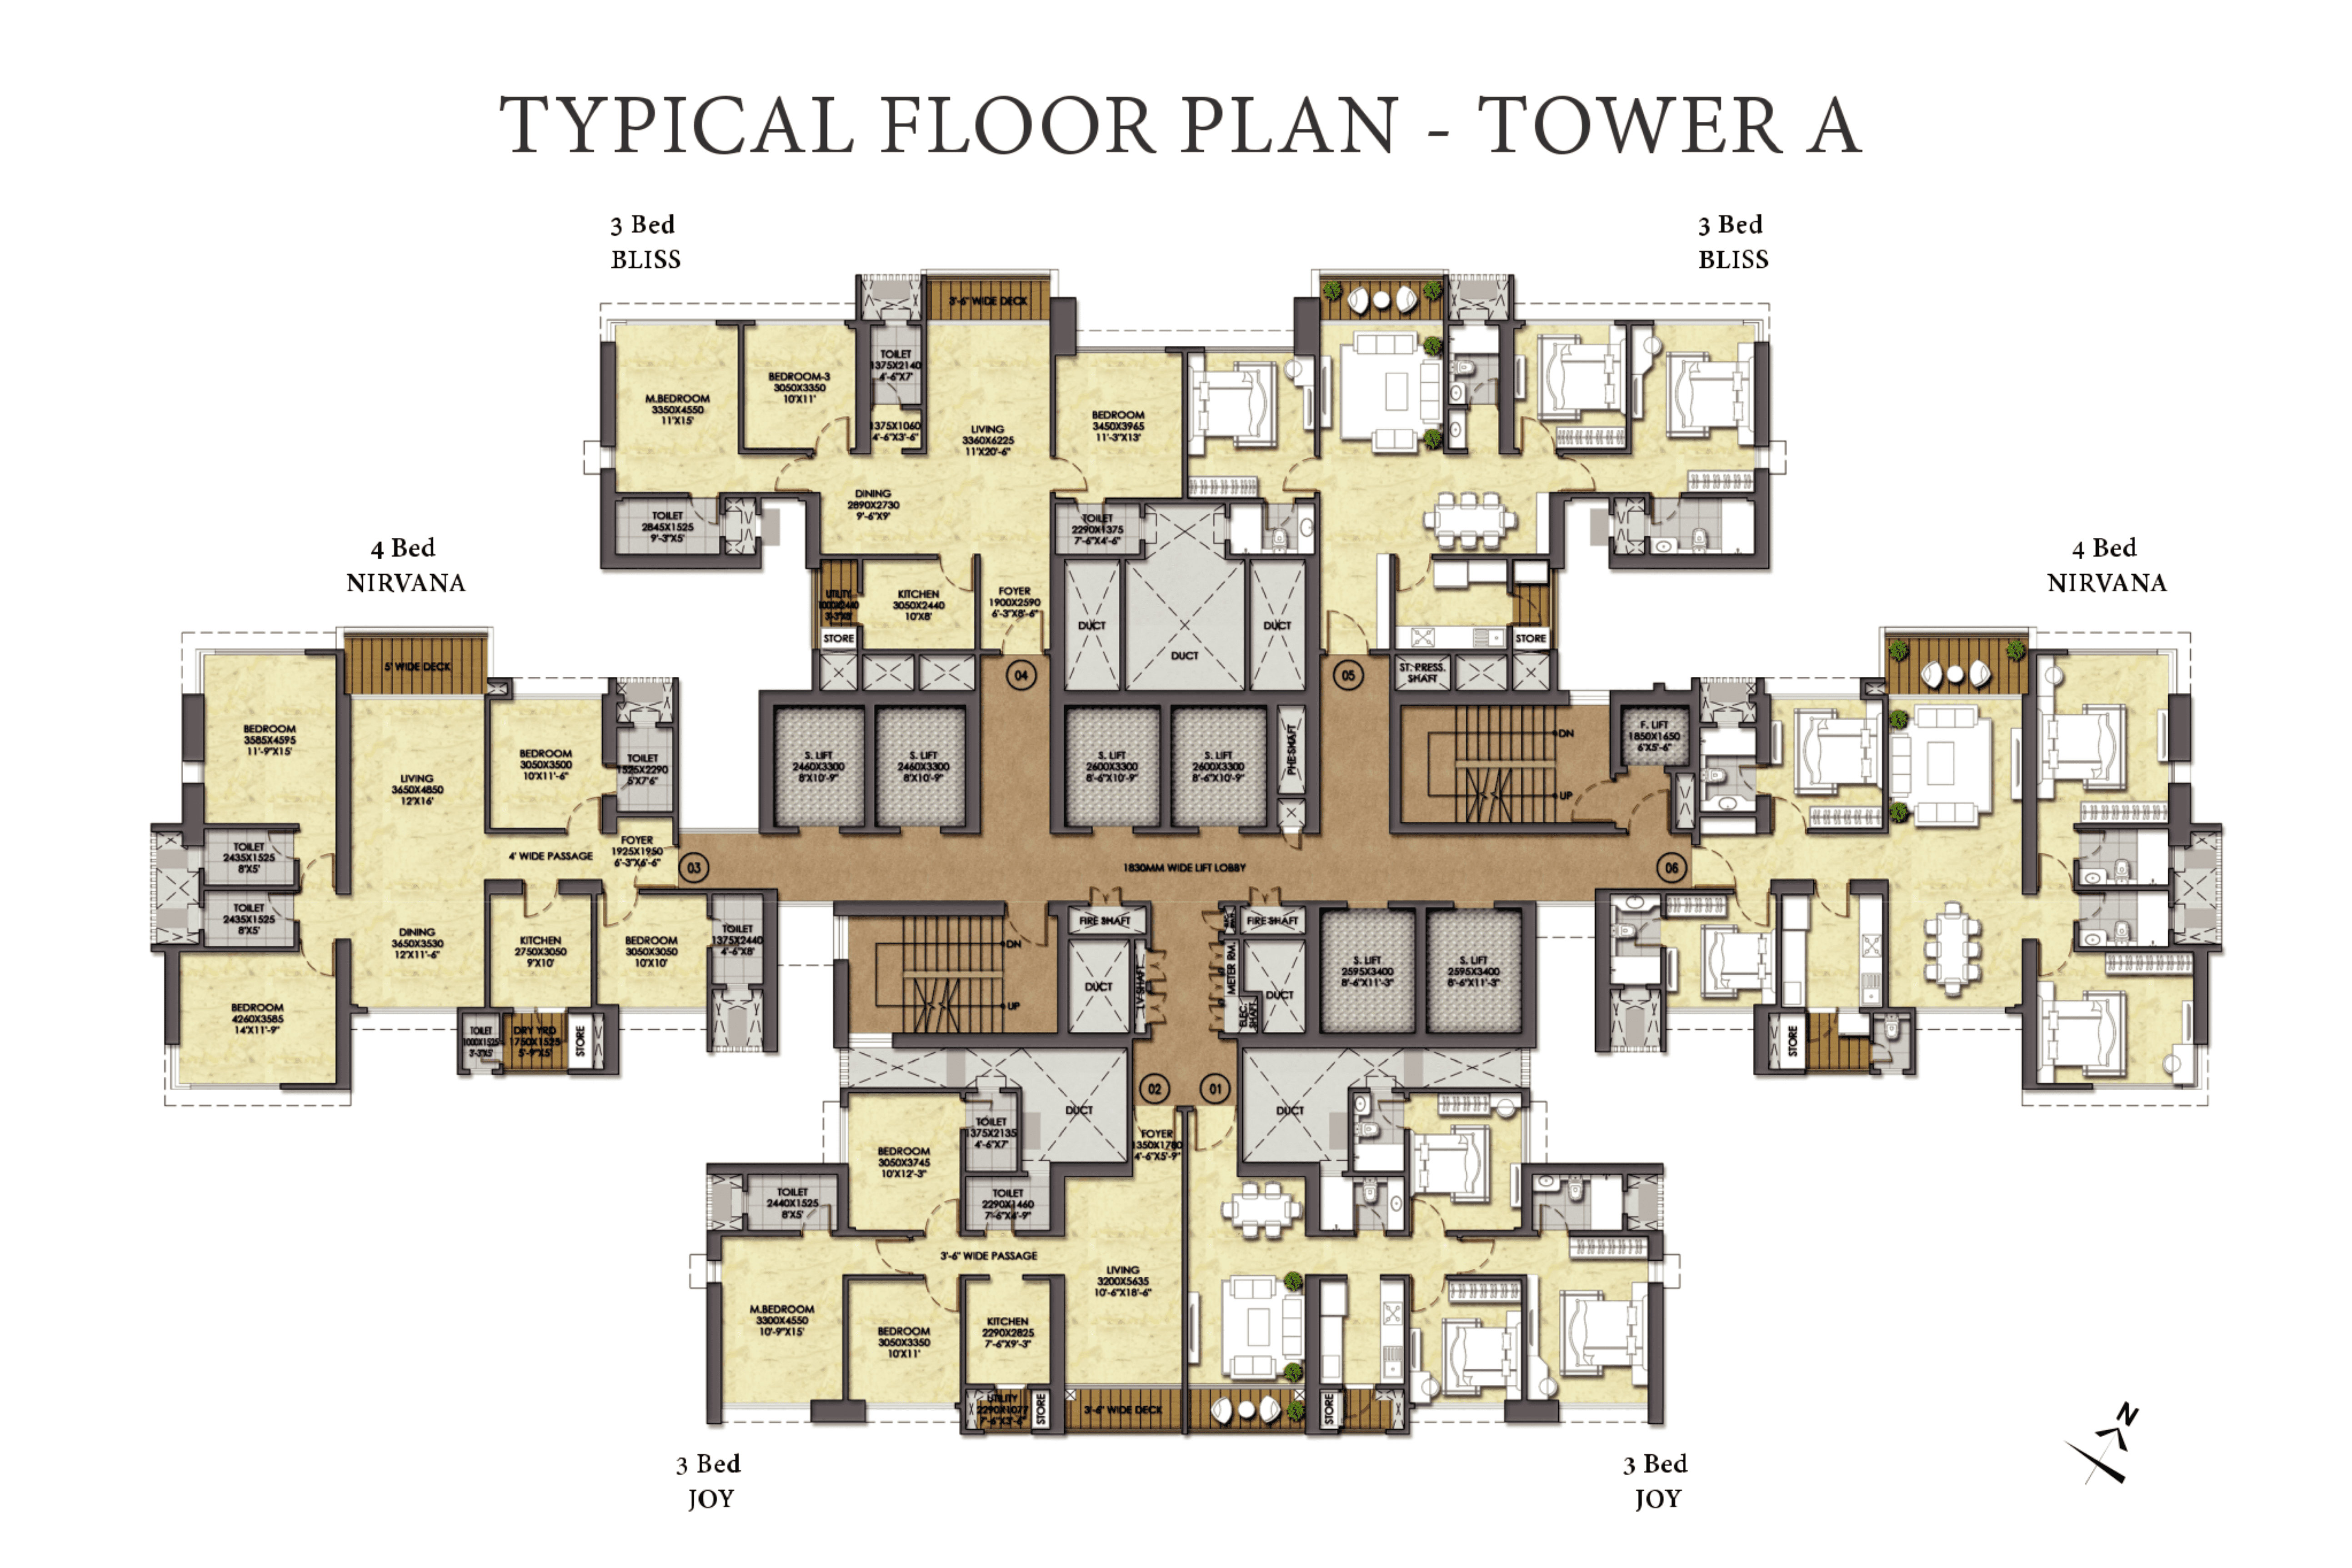 TYPICAL FLOOR PLAN - TOWER A
3 Bed
BLISS
3 Bed
BLISS
3'-6" WIDE DECK
M.BEDROOM
3350X4550
11'X15'
BEDROOM-3
3050X3350
10'X11'
TOILET
1375X2140
4'-6"X7'
1375X1060
4'-6"X3'-6"
LIVING
3360X6225
11'X20'-6"
BEDROOM
3450X3965
11'-3"X13'
DINING
2890X2730
9'-6"X9'
TOILET
2845X1525
9'-3"X5'
TOILET
2290X1375
7'-6"X4'-6"
UTILITY
1000X2440
3'-3"X8'
STORE
KITCHEN
3050X2440
10'X8'
FOYER
1900X2590
6'-3"X8'-6"
DUCT
DUCT
DUCT
STORE
04
05
ST. PRESS.
SHAFT
4 Bed
NIRVANA
4 Bed
NIRVANA
5' WIDE DECK
BEDROOM
3585X4595
11'-9"X15'
LIVING
3650X4850
12'X16'
BEDROOM
3050X3500
10'X11'-6"
TOILET
1525X2290
5'X7'6"
S. LIFT
2460X3300
8'X10'-9"
S. LIFT
2460X3300
8'X10'-9"
S. LIFT
2600X3300
8'-6"X10'-9"
S. LIFT
2600X3300
8'-6"X10'-9"
PHE SHAFT
DN
UP
F. LIFT
1850X1650
6'X5'-6"
TOILET
2435X1525
8'X5'
4' WIDE PASSAGE
FOYER
1925X1950
6'-3"X6'-6"
03
1830MM WIDE LIFT LOBBY
06
TOILET
2435X1525
8'X5'
DINING
3650X3530
12'X11'-6"
KITCHEN
2750X3050
9'X10'
BEDROOM
3050X3050
10'X10'
TOILET
1375X2440
4'-6"X8'
DN
UP
FIRE SHAFT
FIRE SHAFT
DUCT
LV SHAFT
METER RM.
ELEC.
SHAFT
DUCT
S. LIFT
2595X3400
8'-6"X11'-3"
S. LIFT
2595X3400
8'-6"X11'-3"
BEDROOM
4260X3585
14'X11'-9"
TOILET
1000X1525
3'-3"X5'
DRY YRD
1750X1525
5'-9"X5'
STORE
STORE
02
01
DUCT
DUCT
BEDROOM
3050X3745
10'X12'-3"
TOILET
1375X2135
4'-6"X7'
FOYER
1350X1780
4'-6"X5'-9"
TOILET
2440X1525
8'X5'
TOILET
2290X1460
7'-6"X4'-9"
3'-6" WIDE PASSAGE
M.BEDROOM
3300X4550
10'-9"X15'
BEDROOM
3050X3350
10'X11'
KITCHEN
2290X2825
7'-6"X9'-3"
LIVING
3200X5635
10'-6"X18'-6"
UTILITY
2290X1077
7'-6"X3'-6"
STORE
3'-6" WIDE DECK
STORE
N
3 Bed
JOY
3 Bed
JOY